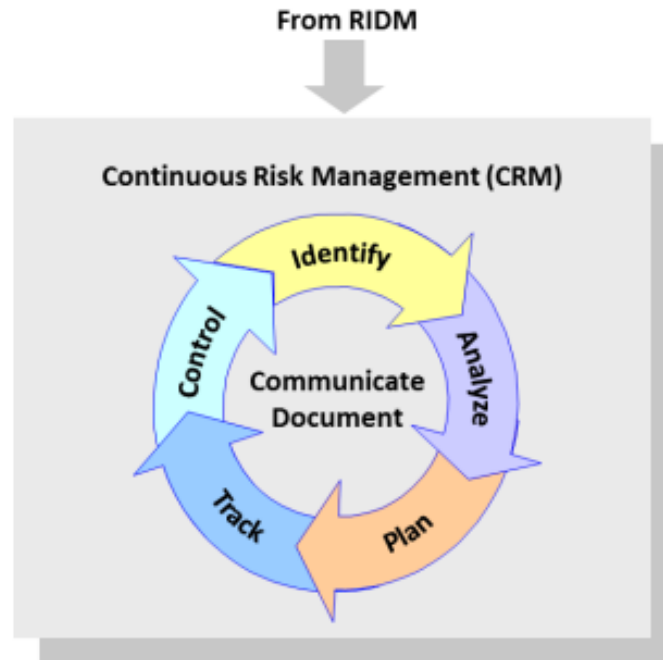 From RIDM
Continuous Risk Management (CRM)
Identify
Analyze
Plan
Track
Control
Communicate
Document